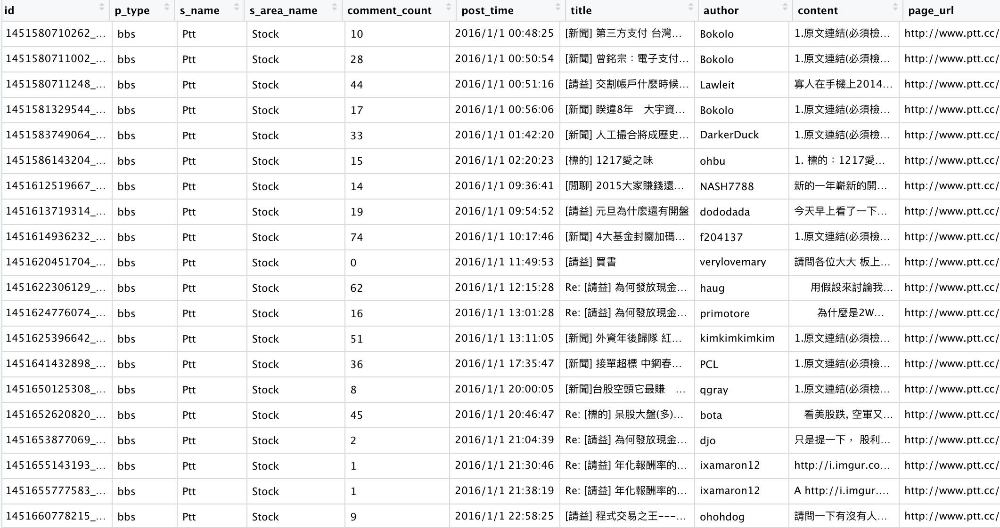 id p_type s_name s_area_name comment_count post_time title author content page_url
1451580710262_... bbs Ptt Stock 10 2016/1/1 00:48:25 [新聞] 第三方支付 台灣... Bokolo 1.原文連結(必須檢... http://www.ptt.cc/
1451580711002_... bbs Ptt Stock 28 2016/1/1 00:50:54 [新聞] 曾銘宗：電子支付... Bokolo 1.原文連結(必須檢... http://www.ptt.cc/
1451580711248_... bbs Ptt Stock 44 2016/1/1 00:51:16 [請益] 交割帳戶什麼時候... Lawleit 寡人在手機上2014... http://www.ptt.cc/
1451581329544_... bbs Ptt Stock 17 2016/1/1 00:56:06 [新聞] 睽違8年　大宇資... Bokolo 1.原文連結(必須檢... http://www.ptt.cc/
1451583749064_... bbs Ptt Stock 33 2016/1/1 01:42:20 [新聞] 人工撮合將成歷史... DarkerDuck 1.原文連結(必須檢... http://www.ptt.cc/
1451586143204_... bbs Ptt Stock 15 2016/1/1 02:20:23 [標的] 1217愛之味 ohbu 1. 標的：1217愛... http://www.ptt.cc/
1451612519667_... bbs Ptt Stock 14 2016/1/1 09:36:41 [閒聊] 2015大家賺錢還... NASH7788 新的一年嶄新的開... http://www.ptt.cc/
1451613719314_... bbs Ptt Stock 19 2016/1/1 09:54:52 [請益] 元旦為什麼還有開盤 dododada 今天早上看了一下... http://www.ptt.cc/
1451614936232_... bbs Ptt Stock 74 2016/1/1 10:17:46 [新聞] 4大基金封關加碼... f204137 1.原文連結(必須檢... http://www.ptt.cc/
1451620451704_... bbs Ptt Stock 0 2016/1/1 11:49:53 [請益] 買書 verylovemary 請問各位大大 板上... http://www.ptt.cc/
1451622306129_... bbs Ptt Stock 62 2016/1/1 12:15:28 Re: [請益] 為何發放現金... haug 用假設來討論我... http://www.ptt.cc/
1451624776074_... bbs Ptt Stock 16 2016/1/1 13:01:28 Re: [請益] 為何發放現金... primotore 為什麼是2W... http://www.ptt.cc/
1451625396642_... bbs Ptt Stock 51 2016/1/1 13:11:05 [新聞] 外資年後歸隊 紅... kimkimkimkim 1.原文連結(必須檢... http://www.ptt.cc/
1451641432898_... bbs Ptt Stock 36 2016/1/1 17:35:47 [新聞] 接單超標 中鋼春... PCL 1.原文連結(必須檢... http://www.ptt.cc/
1451650125308_... bbs Ptt Stock 8 2016/1/1 20:00:05 [新聞]台股空頭它最賺　... qgray 1.原文連結(必須檢... http://www.ptt.cc/
1451652620820_... bbs Ptt Stock 45 2016/1/1 20:46:47 Re: [標的] 呆股大盤(多)... bota 看美股跌, 空軍又... http://www.ptt.cc/
1451653877069_... bbs Ptt Stock 2 2016/1/1 21:04:39 Re: [請益] 為何發放現金... djo 只是提一下， 股利... http://www.ptt.cc/
1451655143193_... bbs Ptt Stock 1 2016/1/1 21:30:46 Re: [請益] 年化報酬率的... ixamaron12 http://i.imgur.co... http://www.ptt.cc/
1451655777583_... bbs Ptt Stock 1 2016/1/1 21:38:19 Re: [請益] 年化報酬率的... ixamaron12 A http://i.imgur.... http://www.ptt.cc/
1451660778215_... bbs Ptt Stock 9 2016/1/1 22:58:25 [請益] 程式交易之王---... ohohdog 請問一下有沒有人... http://www.ptt.cc/